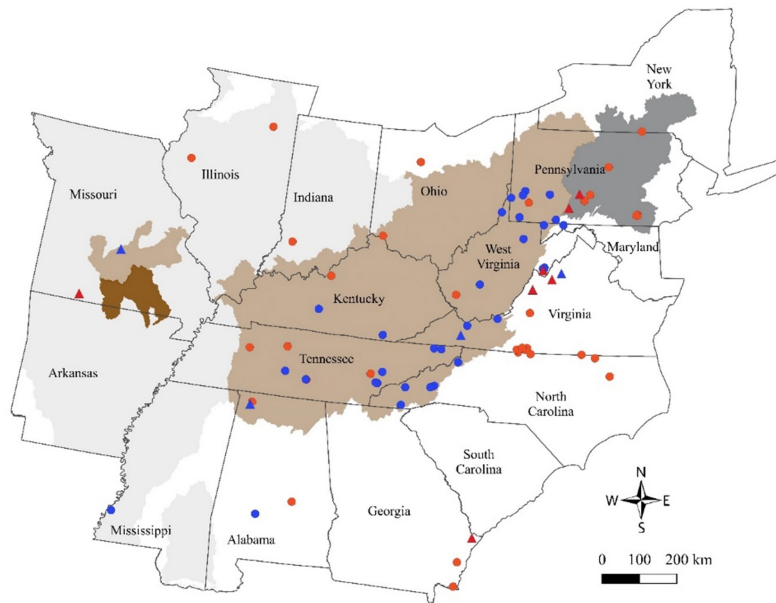 New
York
Pennsylvania
Ohio
Illinois
Indiana
Missouri
Maryland
West
Virginia
Kentucky
Virginia
Tennessee
Arkansas
North
Carolina
South
Carolina
Georgia
Alabama
Mississippi
N
W E
S
0 100 200 km